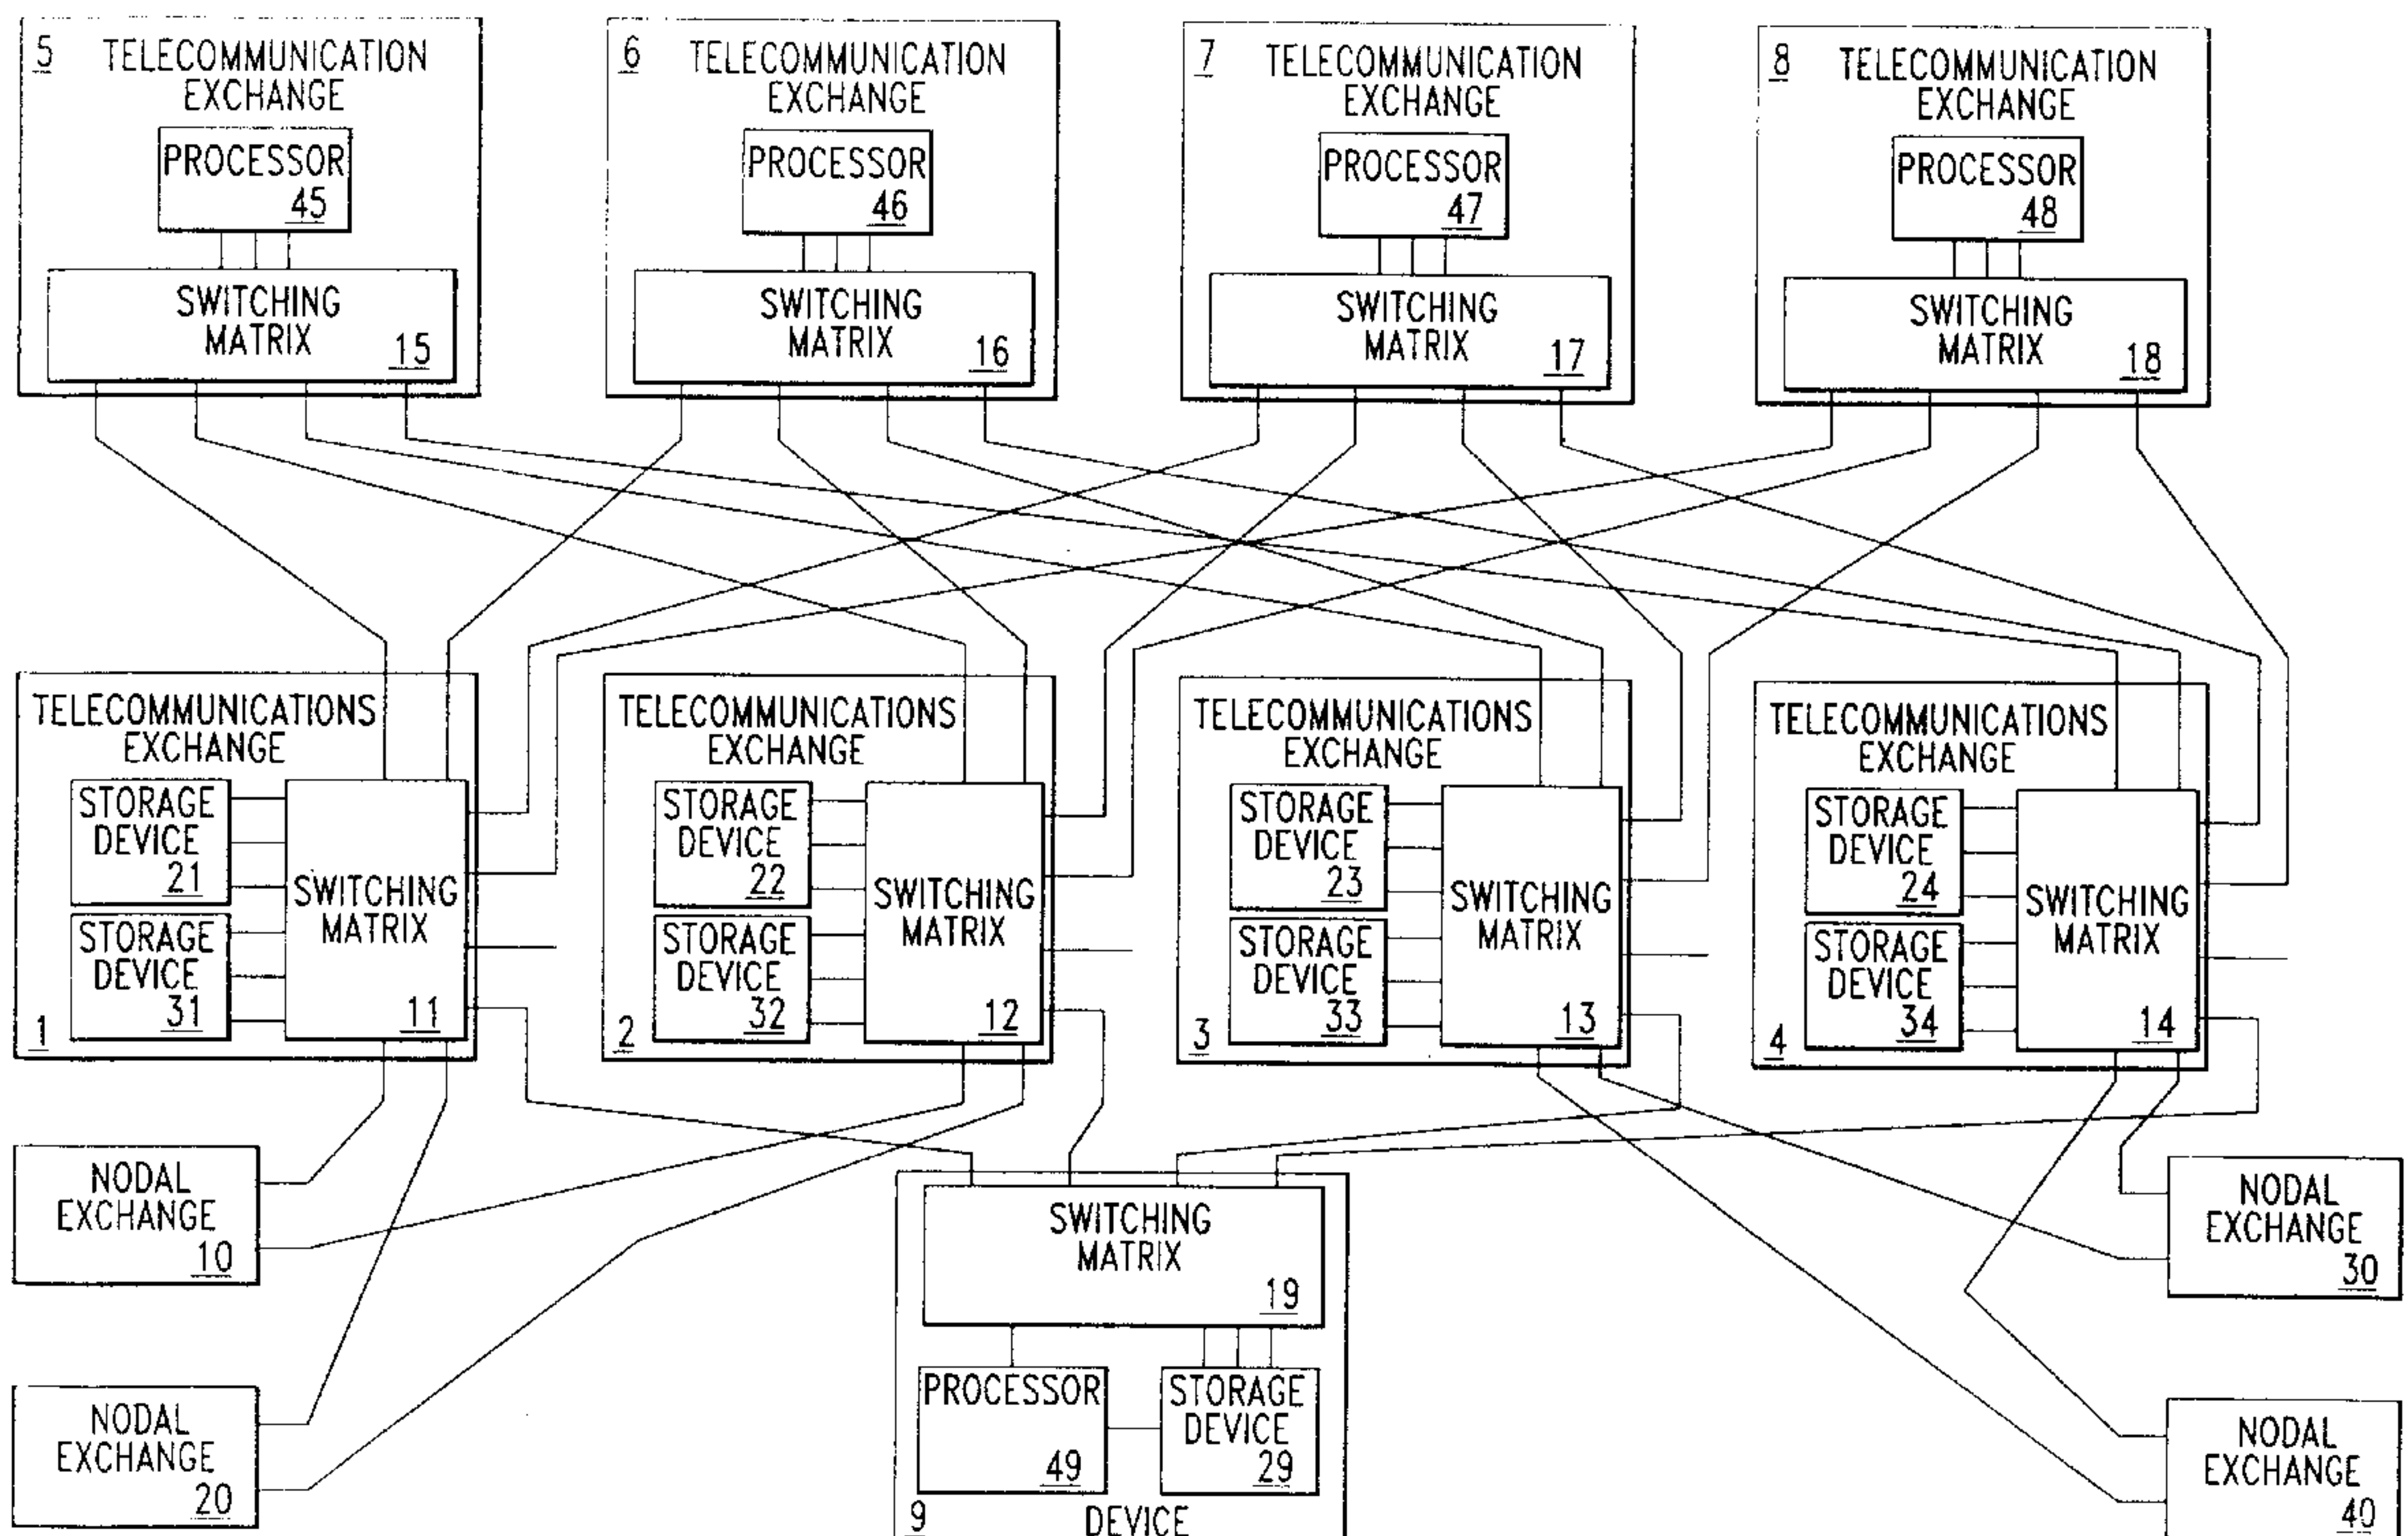 5 TELECOMMUNICATION
EXCHANGE
PROCESSOR
45
SWITCHING
MATRIX
15
6 TELECOMMUNICATION
EXCHANGE
PROCESSOR
46
SWITCHING
MATRIX
16
7 TELECOMMUNICATION
EXCHANGE
PROCESSOR
47
SWITCHING
MATRIX
17
8 TELECOMMUNICATION
EXCHANGE
PROCESSOR
48
SWITCHING
MATRIX
18
TELECOMMUNICATIONS
EXCHANGE
STORAGE
DEVICE
21
STORAGE
DEVICE
31
SWITCHING
MATRIX
11
1
TELECOMMUNICATIONS
EXCHANGE
STORAGE
DEVICE
22
STORAGE
DEVICE
32
SWITCHING
MATRIX
12
2
TELECOMMUNICATIONS
EXCHANGE
STORAGE
DEVICE
23
STORAGE
DEVICE
33
SWITCHING
MATRIX
13
3
TELECOMMUNICATIONS
EXCHANGE
STORAGE
DEVICE
24
STORAGE
DEVICE
34
SWITCHING
MATRIX
14
4
NODAL
EXCHANGE
10
NODAL
EXCHANGE
20
SWITCHING
MATRIX
19
PROCESSOR
49
STORAGE
DEVICE
29
9 DEVICE
NODAL
EXCHANGE
30
NODAL
EXCHANGE
40